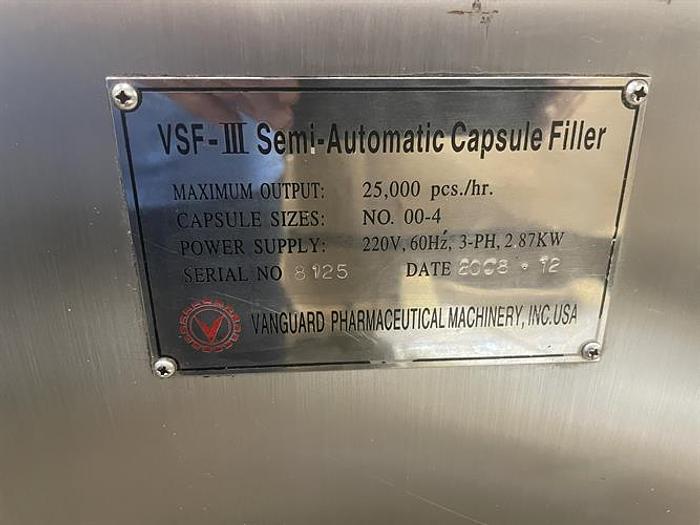 VSF-III Semi-Automatic Capsule Filler
MAXIMUM OUTPUT: 25,000 pcs./hr.
CAPSULE SIZES: NO. 00-4
POWER SUPPLY: 220V, 60Hz, 3-PH, 2.87KW
SERIAL NO 8125 DATE 2008 . 12
V VANGUARD PHARMACEUTICAL MACHINERY, INC. USA